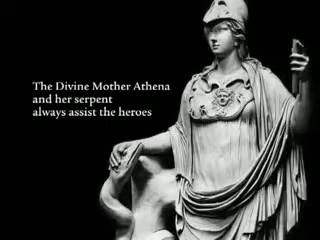 The Divine Mother Athena
and her serpent
always assist the heroes